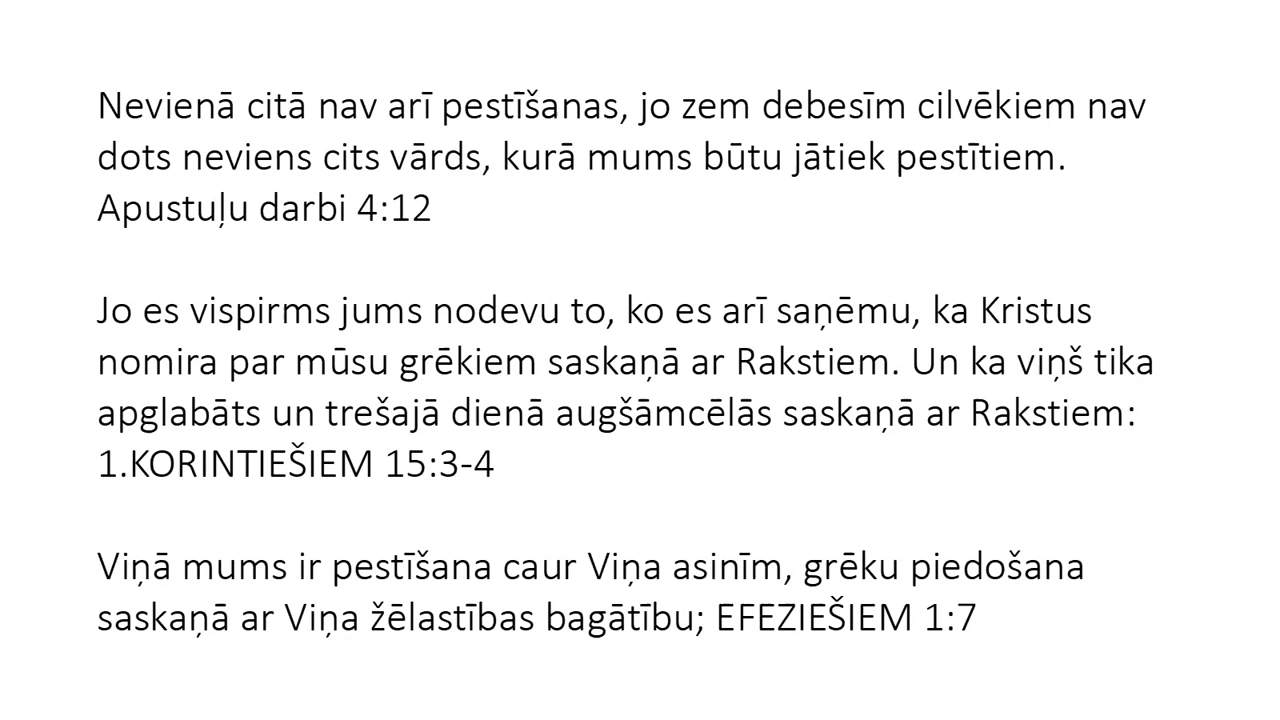 Nevienā citā nav arī pestīšanas, jo zem debesīm cilvēkiem nav
dots neviens cits vārds, kurā mums būtu jātiek pestītiem.
Apustuļu darbi 4:12
Jo es vispirms jums nodevu to, ko es arī saņēmu, ka Kristus
nomira par mūsu grēkiem saskaņā ar Rakstiem. Un ka viņš tika
apglabāts un trešajā dienā augšāmcēlās saskaņā ar Rakstiem:
1.KORINTIEŠIEM 15:3-4
Viņā mums ir pestīšana caur Viņa asinīm, grēku piedošana
saskaņā ar Viņa žēlastības bagātību; EFEZIEŠIEM 1:7